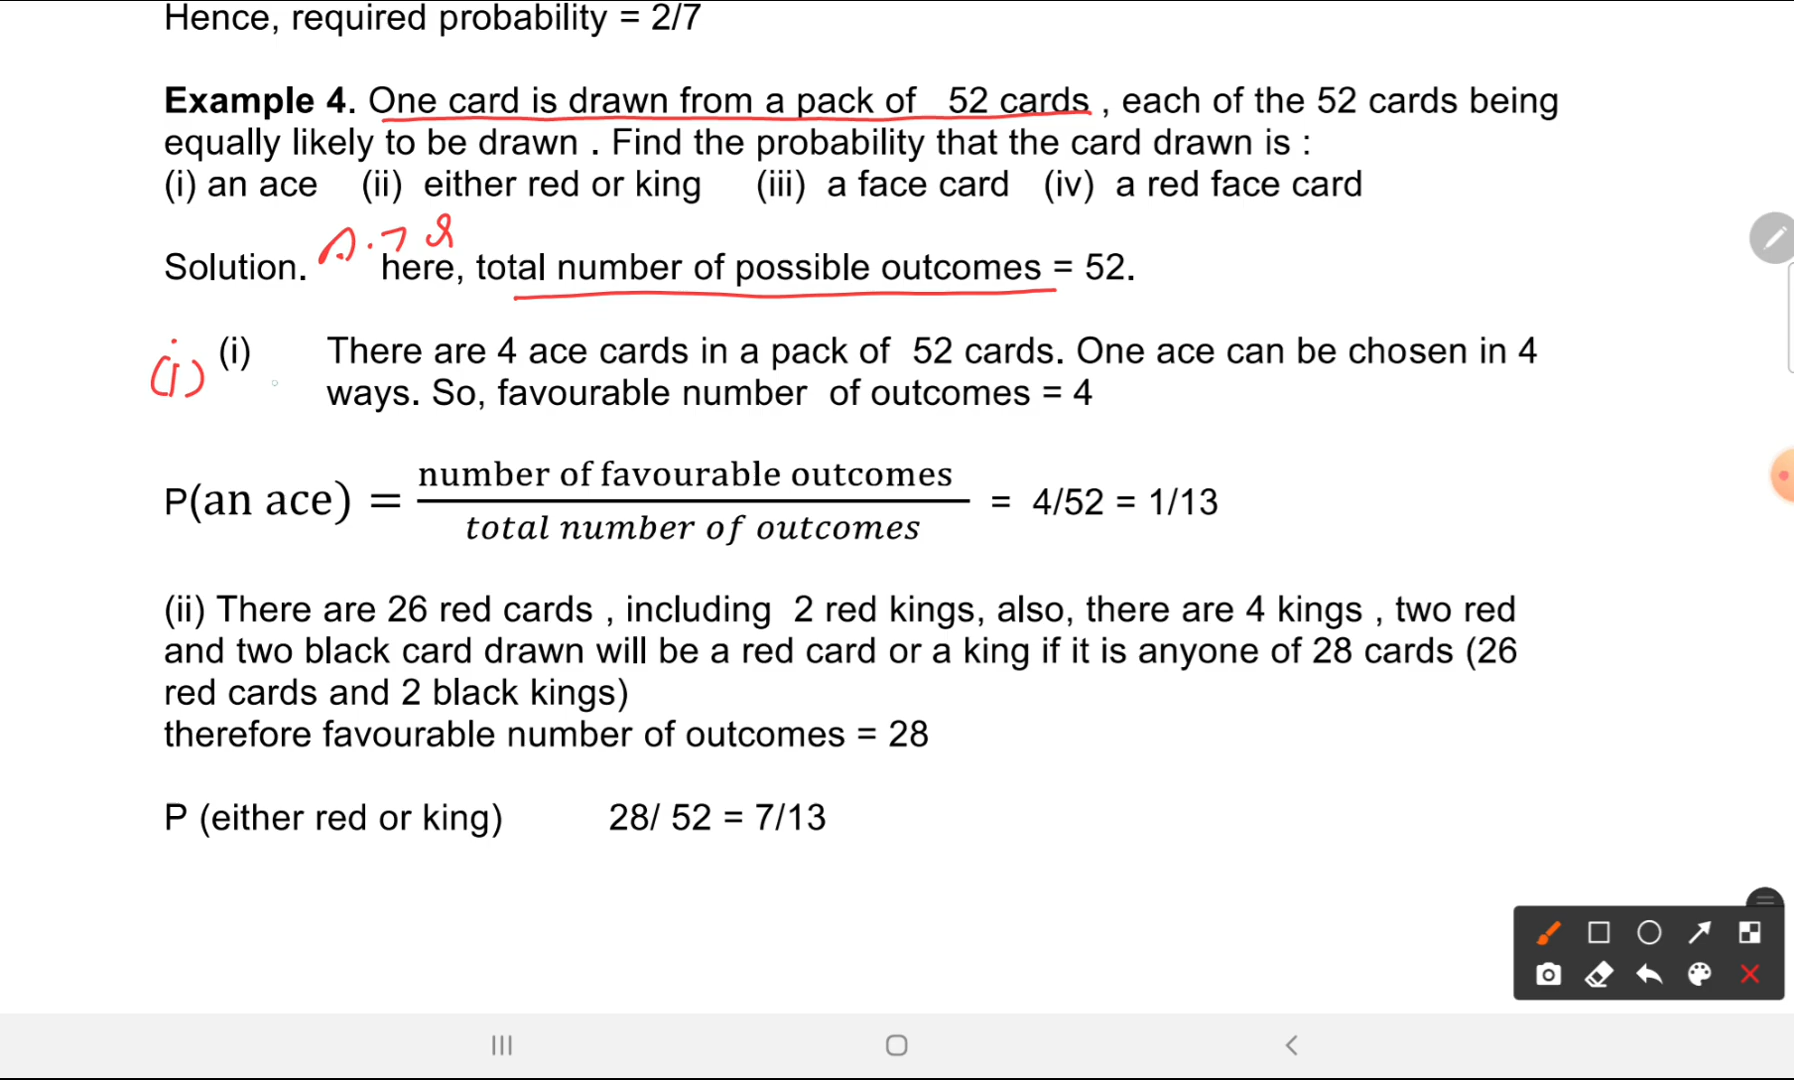 Hence, required probability = 2/7
Example 4. One card is drawn from a pack of 52 cards , each of the 52 cards being
equally likely to be drawn . Find the probability that the card drawn is :
(i) an ace (ii) either red or king (iii) a face card (iv) a red face card
Solution. here, total number of possible outcomes = 52.
(i) (i) There are 4 ace cards in a pack of 52 cards. One ace can be chosen in 4
ways. So, favourable number of outcomes = 4
number of favourable outcomes
P(an ace) = = 4/52 = 1/13
total number of outcomes
(ii) There are 26 red cards , including 2 red kings, also, there are 4 kings , two red
and two black card drawn will be a red card or a king if it is anyone of 28 cards (26
red cards and 2 black kings)
therefore favourable number of outcomes = 28
P (either red or king) 28/ 52 = 7/13